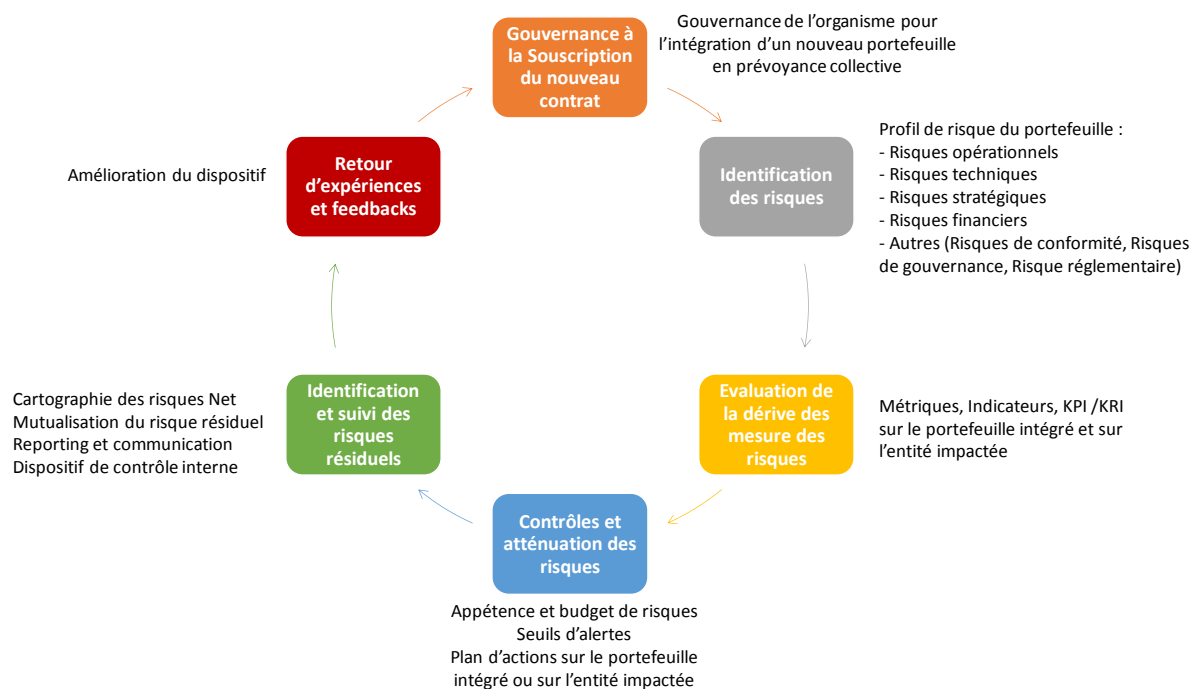 Gouvernance à
la Souscription
du nouveau
contrat
Gouvernance de l’organisme pour
l’intégration d’un nouveau portefeuille
en prévoyance collective
Identification
des risques
Profil de risque du portefeuille :
- Risques opérationnels
- Risques techniques
- Risques stratégiques
- Risques financiers
- Autres (Risques de conformité, Risques
de gouvernance, Risque réglementaire)
Evaluation de
la dérive des
mesure des
risques
Métriques, Indicateurs, KPI /KRI
sur le portefeuille intégré et sur
l’entité impactée
Contrôles et
atténuation des
risques
Appétence et budget de risques
Seuils d’alertes
Plan d’actions sur le portefeuille
intégré ou sur l’entité impactée
Identification
et suivi des
risques
résiduels
Cartographie des risques Net
Mutualisation du risque résiduel
Reporting et communication
Dispositif de contrôle interne
Retour
d’expériences
et feedbacks
Amélioration du dispositif